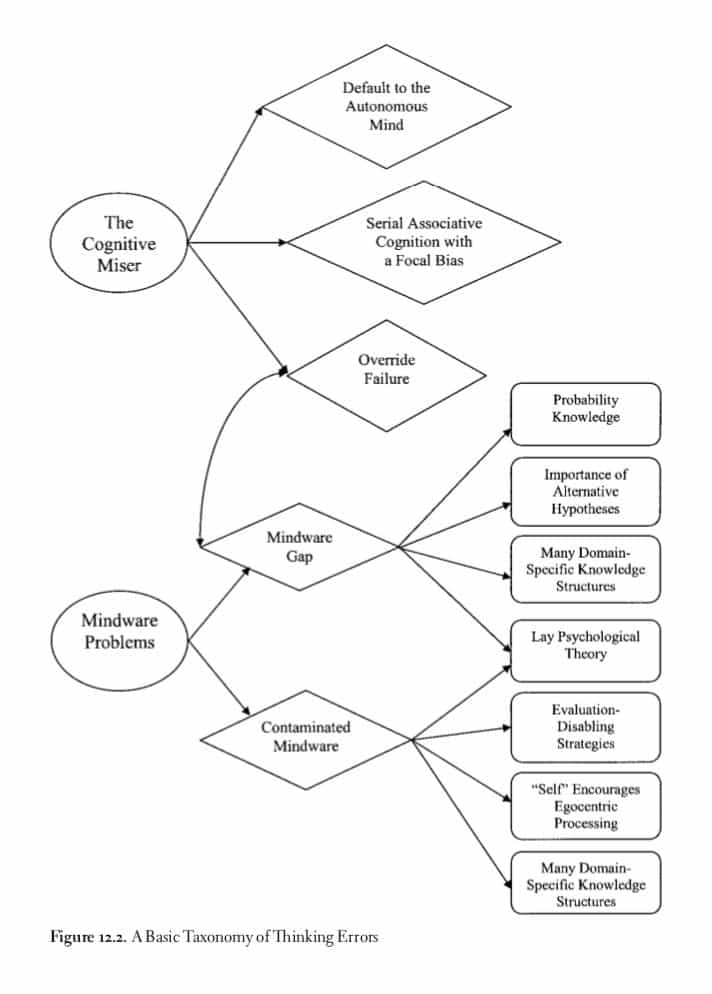 Default to the
Autonomous
Mind
The
Cognitive
Miser
Serial Associative
Cognition with
a Focal Bias
Override
Failure
Probability
Knowledge
Importance of
Alternative
Hypotheses
Mindware
Gap
Many Domain-
Specific Knowledge
Structures
Mindware
Problems
Lay Psychological
Theory
Contaminated
Mindware
Evaluation-
Disabling
Strategies
“Self” Encourages
Egocentric
Processing
Many Domain-
Specific Knowledge
Structures
Figure 12.2. A Basic Taxonomy of Thinking Errors